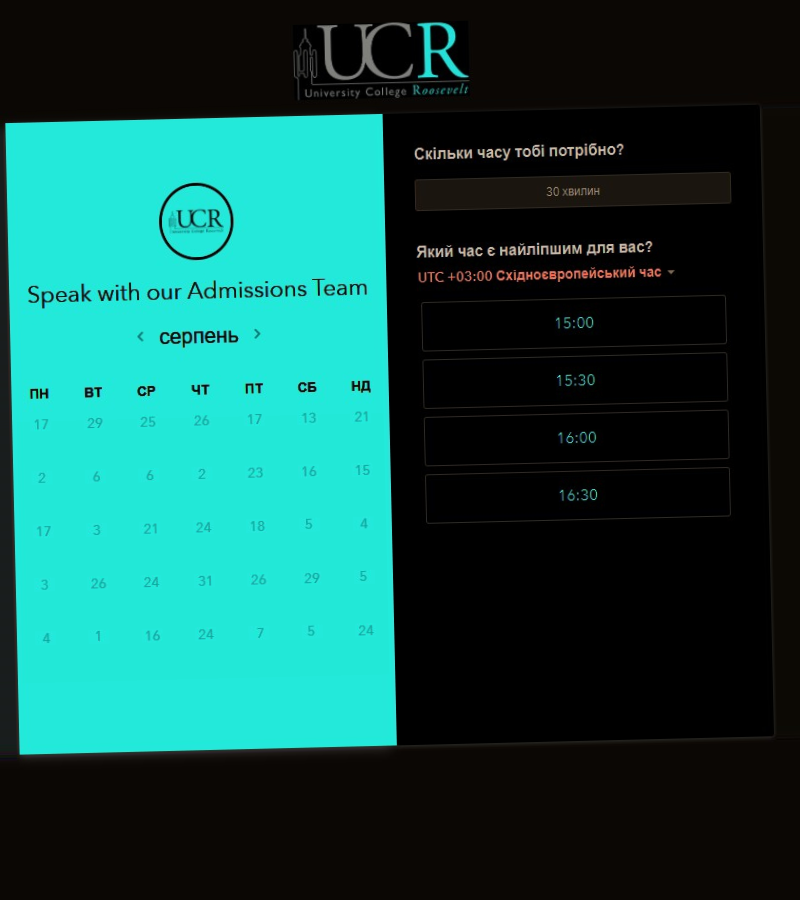 UCR
University College Roosevelt
UCR
University College Roosevelt
Speak with our Admissions Team
серпень
ПН ВТ СР ЧТ ПТ СБ НД
17 29 25 26 17 13 21
2 6 6 2 23 16 15
17 3 21 24 18 5 4
3 26 24 31 26 29 5
4 1 16 24 7 5 24
Скільки часу тобі потрібно?
30 хвилин
Який час є найліпшим для вас?
UTC +03:00 Східноєвропейський час
15:00
15:30
16:00
16:30